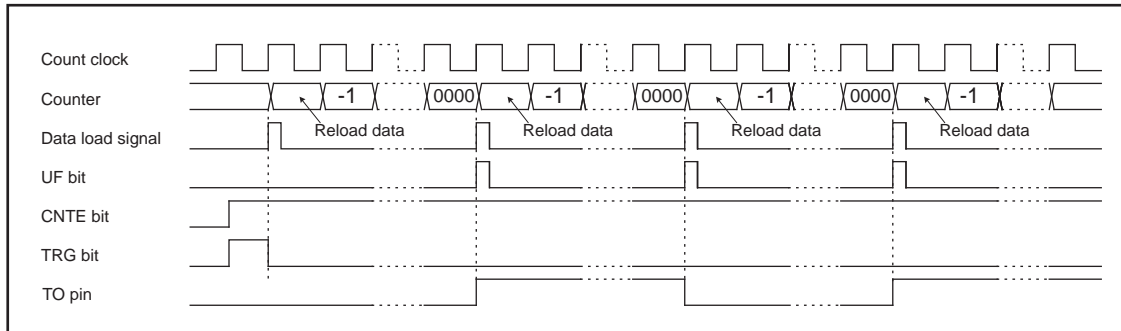 Count clock
Counter
-1
0000
-1
0000
-1
0000
-1
Reload data
Reload data
Reload data
Reload data
Data load signal
UF bit
CNTE bit
TRG bit
TO pin